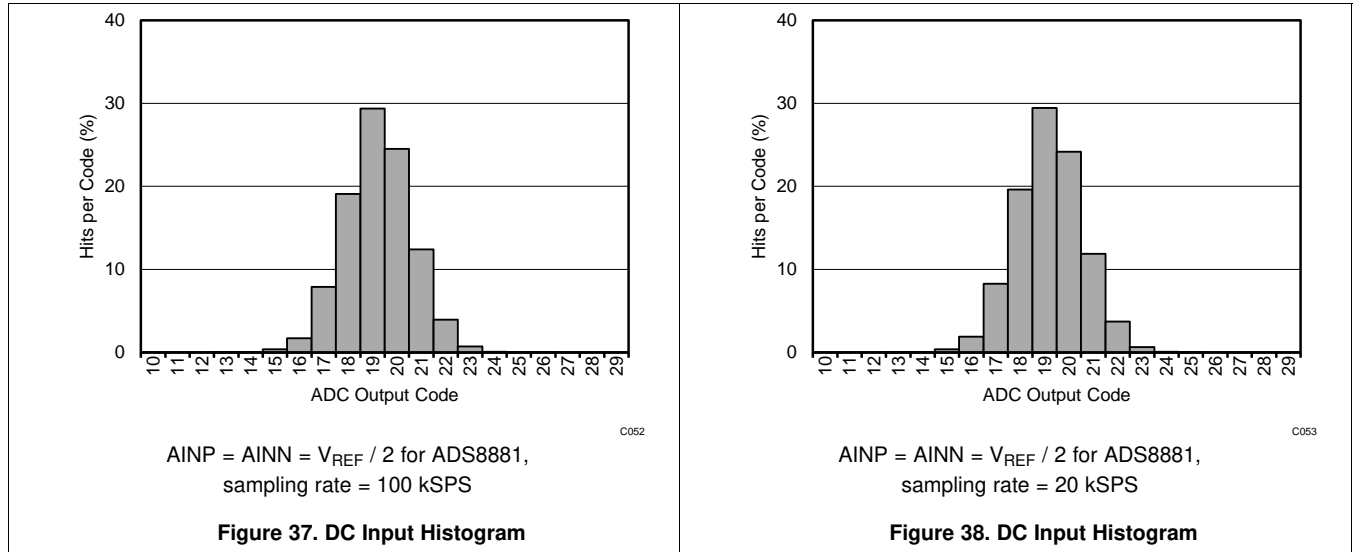 40
30
20
10
0
Hits per Code (%)
10 11 12 13 14 15 16 17 18 19 20 21 22 23 24 25 26 27 28 29
ADC Output Code
C052
AINP = AINN = VREF / 2 for ADS8881,
sampling rate = 100 kSPS
Figure 37. DC Input Histogram
40
30
20
10
0
Hits per Code (%)
10 11 12 13 14 15 16 17 18 19 20 21 22 23 24 25 26 27 28 29
ADC Output Code
C053
AINP = AINN = VREF / 2 for ADS8881,
sampling rate = 20 kSPS
Figure 38. DC Input Histogram